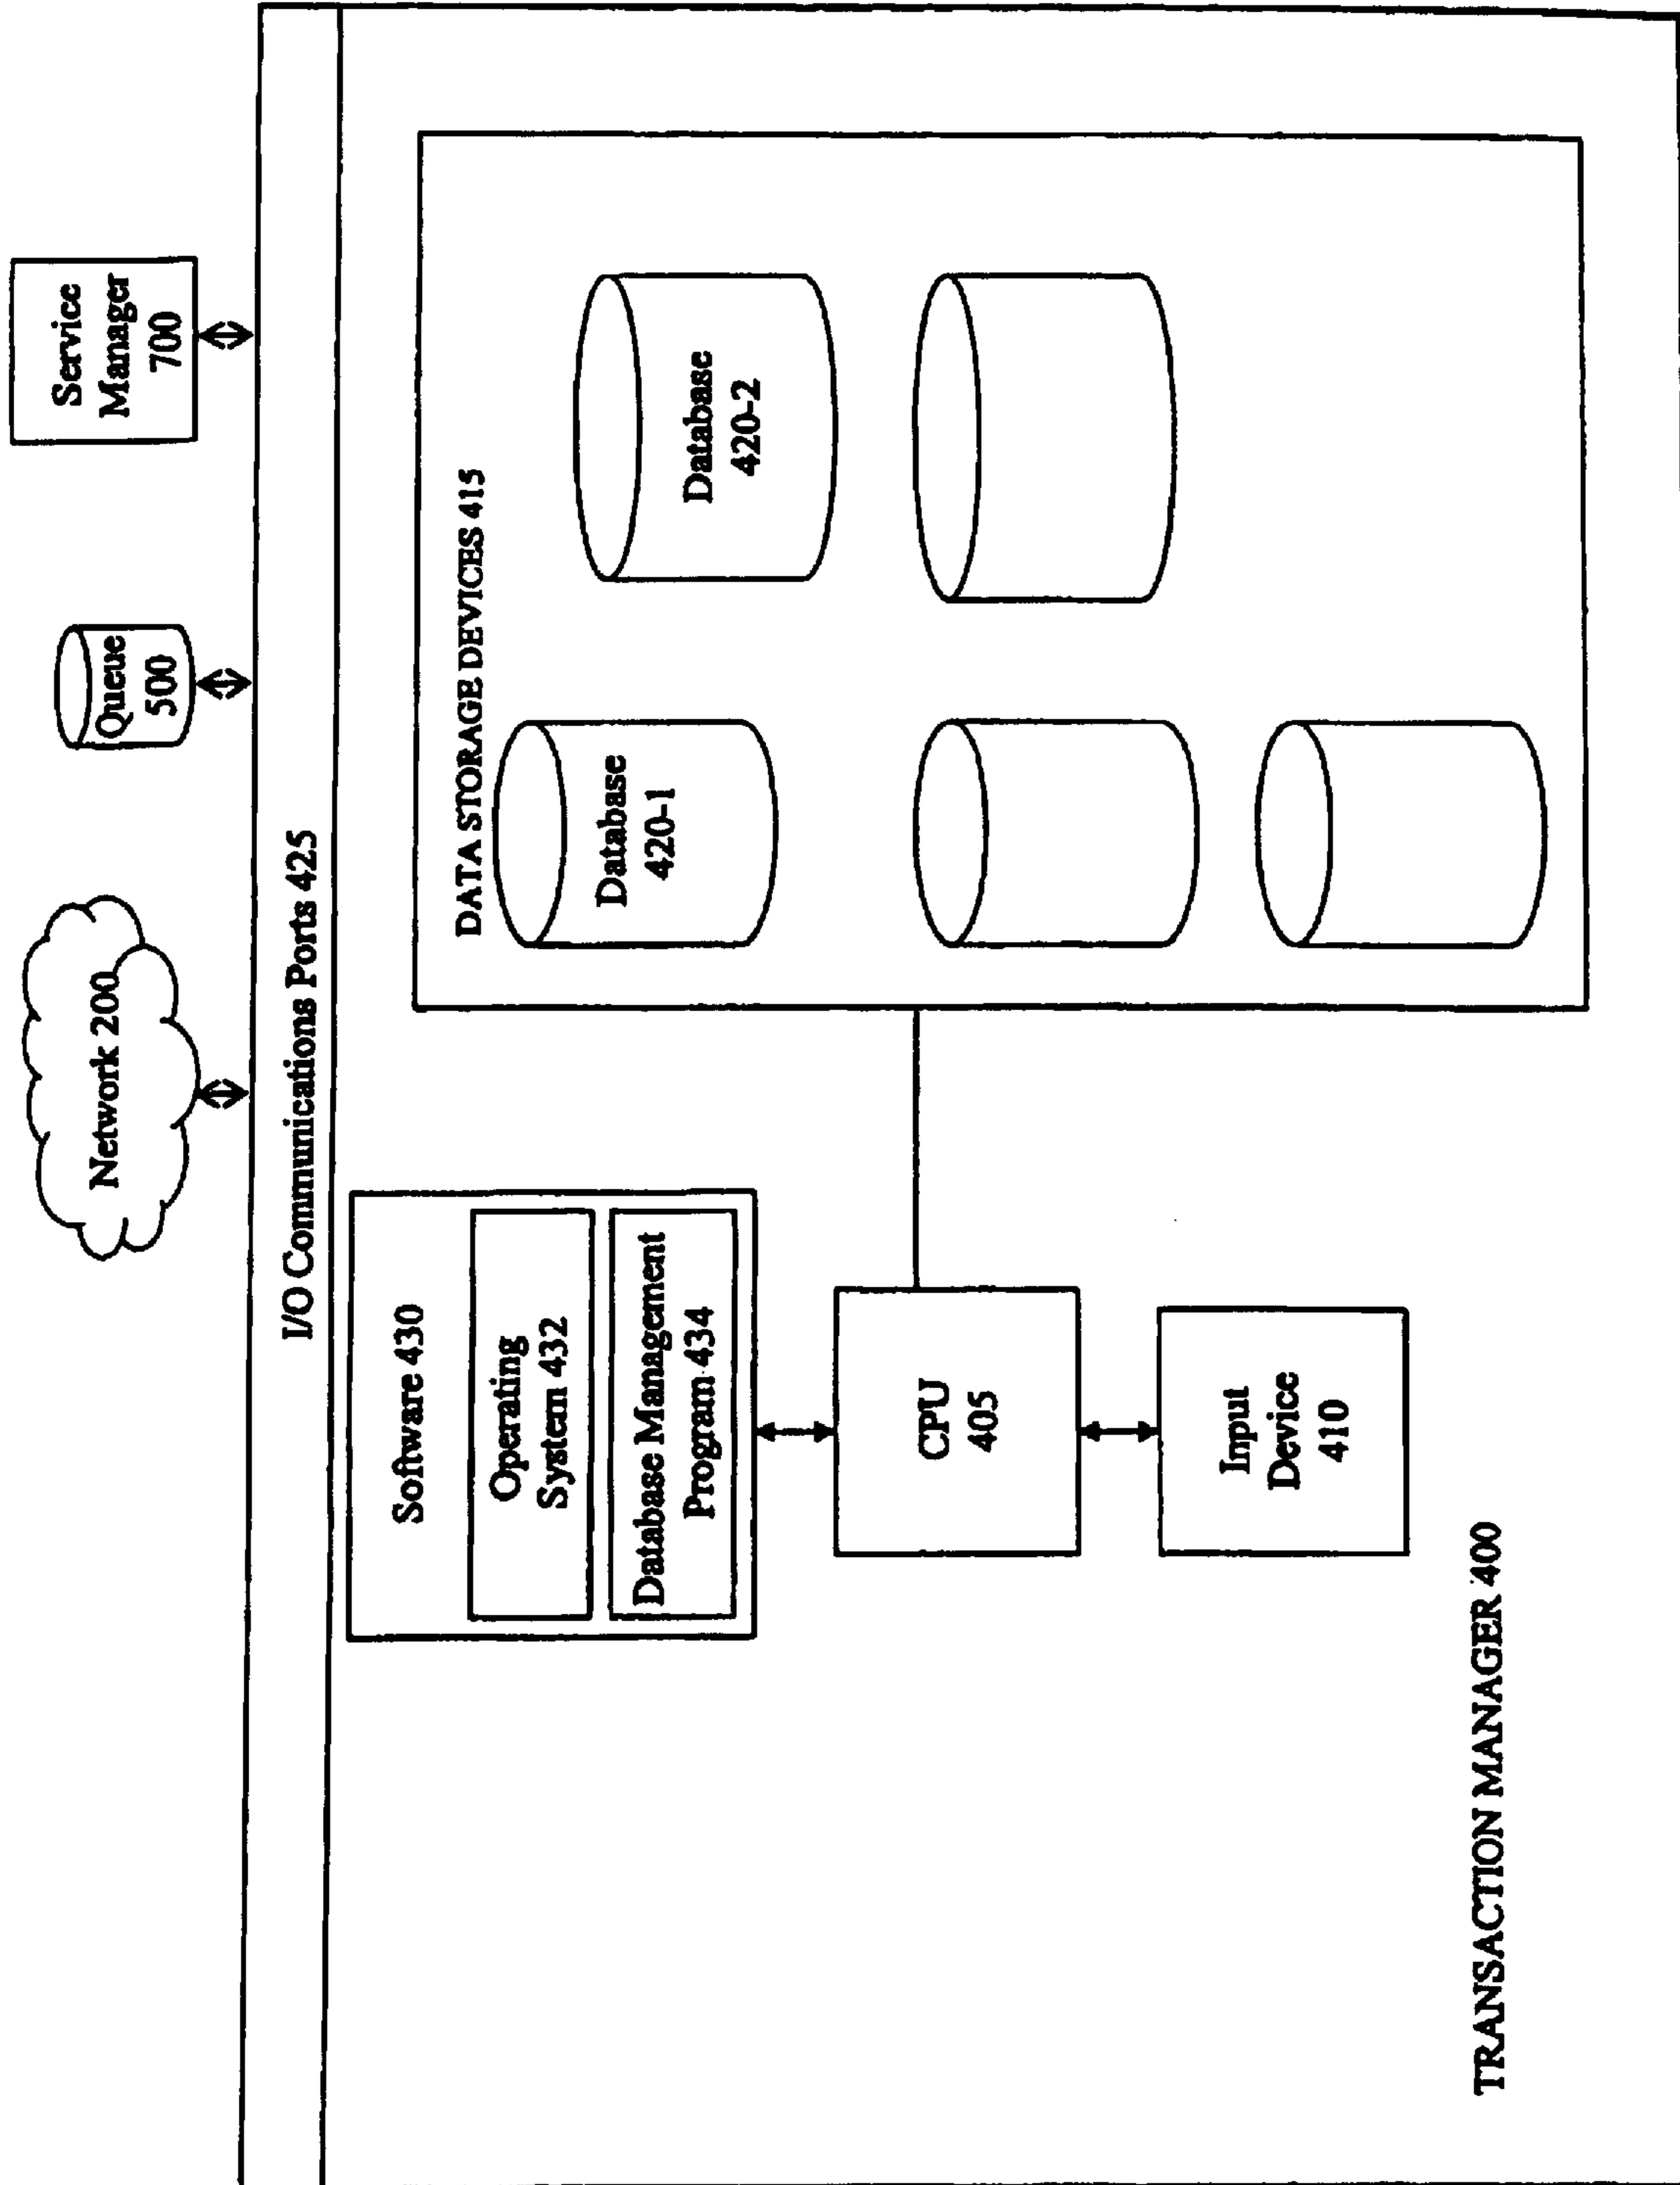 Network 200
Queue
500
Service
Manager
700
I/O Communications Ports 425
Software 430
Operating
System 432
Database Management
Program 434
CPU
405
Input
Device
410
DATA STORAGE DEVICES 415
Database
420-1
Database
420-2
TRANSACTION MANAGER 400